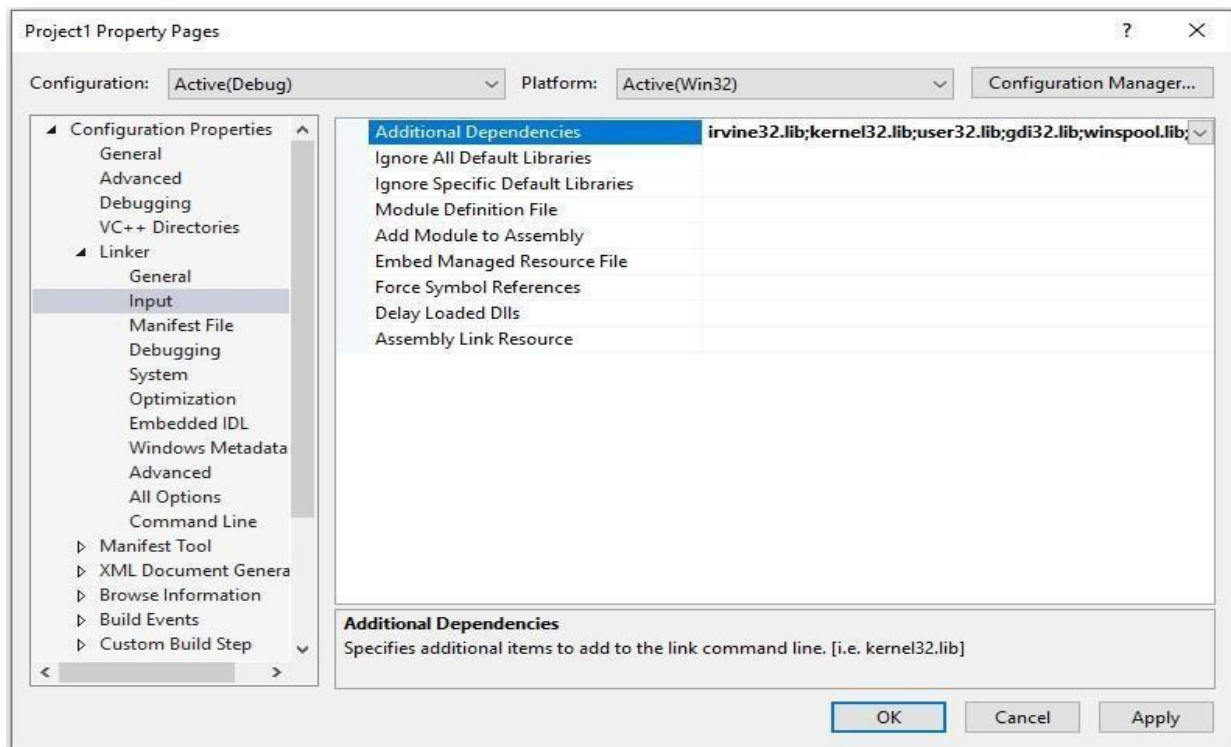 Project1 Property Pages ? ×
Configuration: Active(Debug) Platform: Active(Win32) Configuration Manager...
Configuration Properties
General
Advanced
Debugging
VC++ Directories
Linker
General
Input
Manifest File
Debugging
System
Optimization
Embedded IDL
Windows Metadata
Advanced
All Options
Command Line
Manifest Tool
XML Document Genera
Browse Information
Build Events
Custom Build Step
Additional Dependencies irvine32.lib;kernel32.lib;user32.lib;gdi32.lib;winspool.lib;
Ignore All Default Libraries
Ignore Specific Default Libraries
Module Definition File
Add Module to Assembly
Embed Managed Resource File
Force Symbol References
Delay Loaded Dlls
Assembly Link Resource
Additional Dependencies
Specifies additional items to add to the link command line. [i.e. kernel32.lib]
OK Cancel Apply